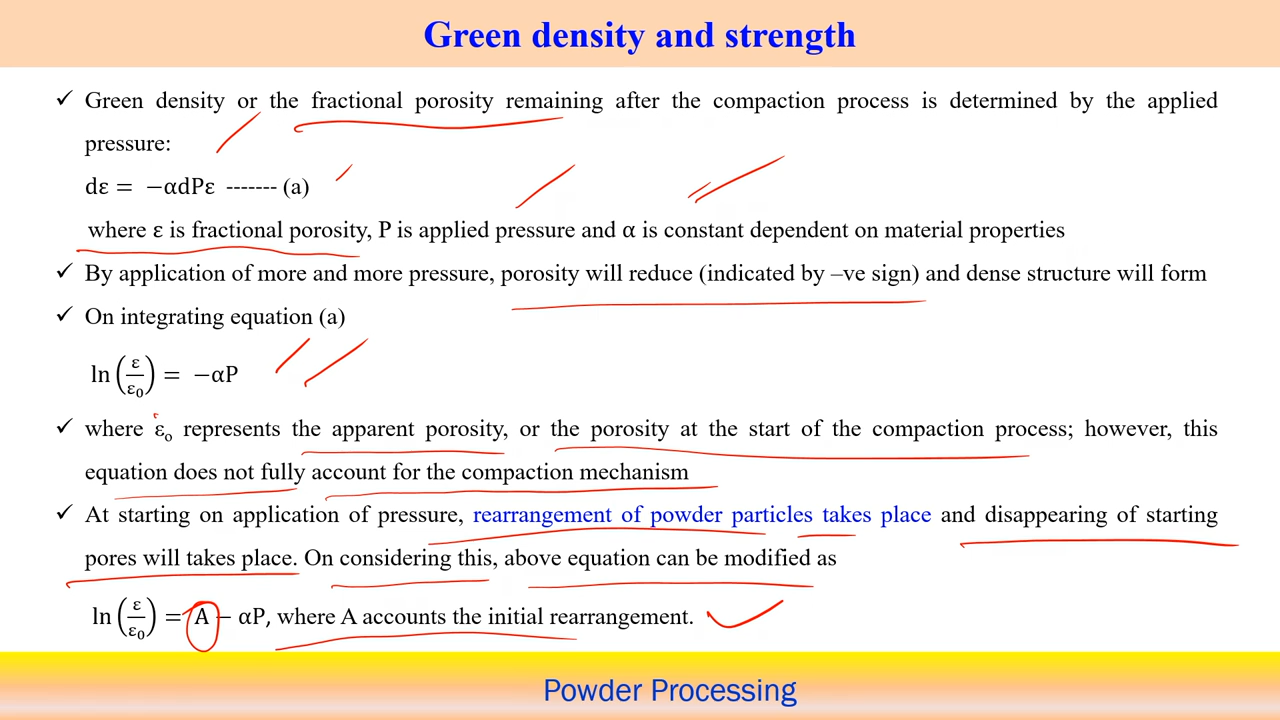 Green density and strength
✓ Green density or the fractional porosity remaining after the compaction process is determined by the applied
pressure:
dε = −αdPε ------- (a)
where ε is fractional porosity, P is applied pressure and α is constant dependent on material properties
✓ By application of more and more pressure, porosity will reduce (indicated by –ve sign) and dense structure will form
✓ On integrating equation (a)
ln(ε/ε₀) = −αP
✓ where εₒ represents the apparent porosity, or the porosity at the start of the compaction process; however, this
equation does not fully account for the compaction mechanism
✓ At starting on application of pressure, rearrangement of powder particles takes place and disappearing of starting
pores will takes place. On considering this, above equation can be modified as
ln(ε/ε₀) = A − αP, where A accounts the initial rearrangement.
Powder Processing